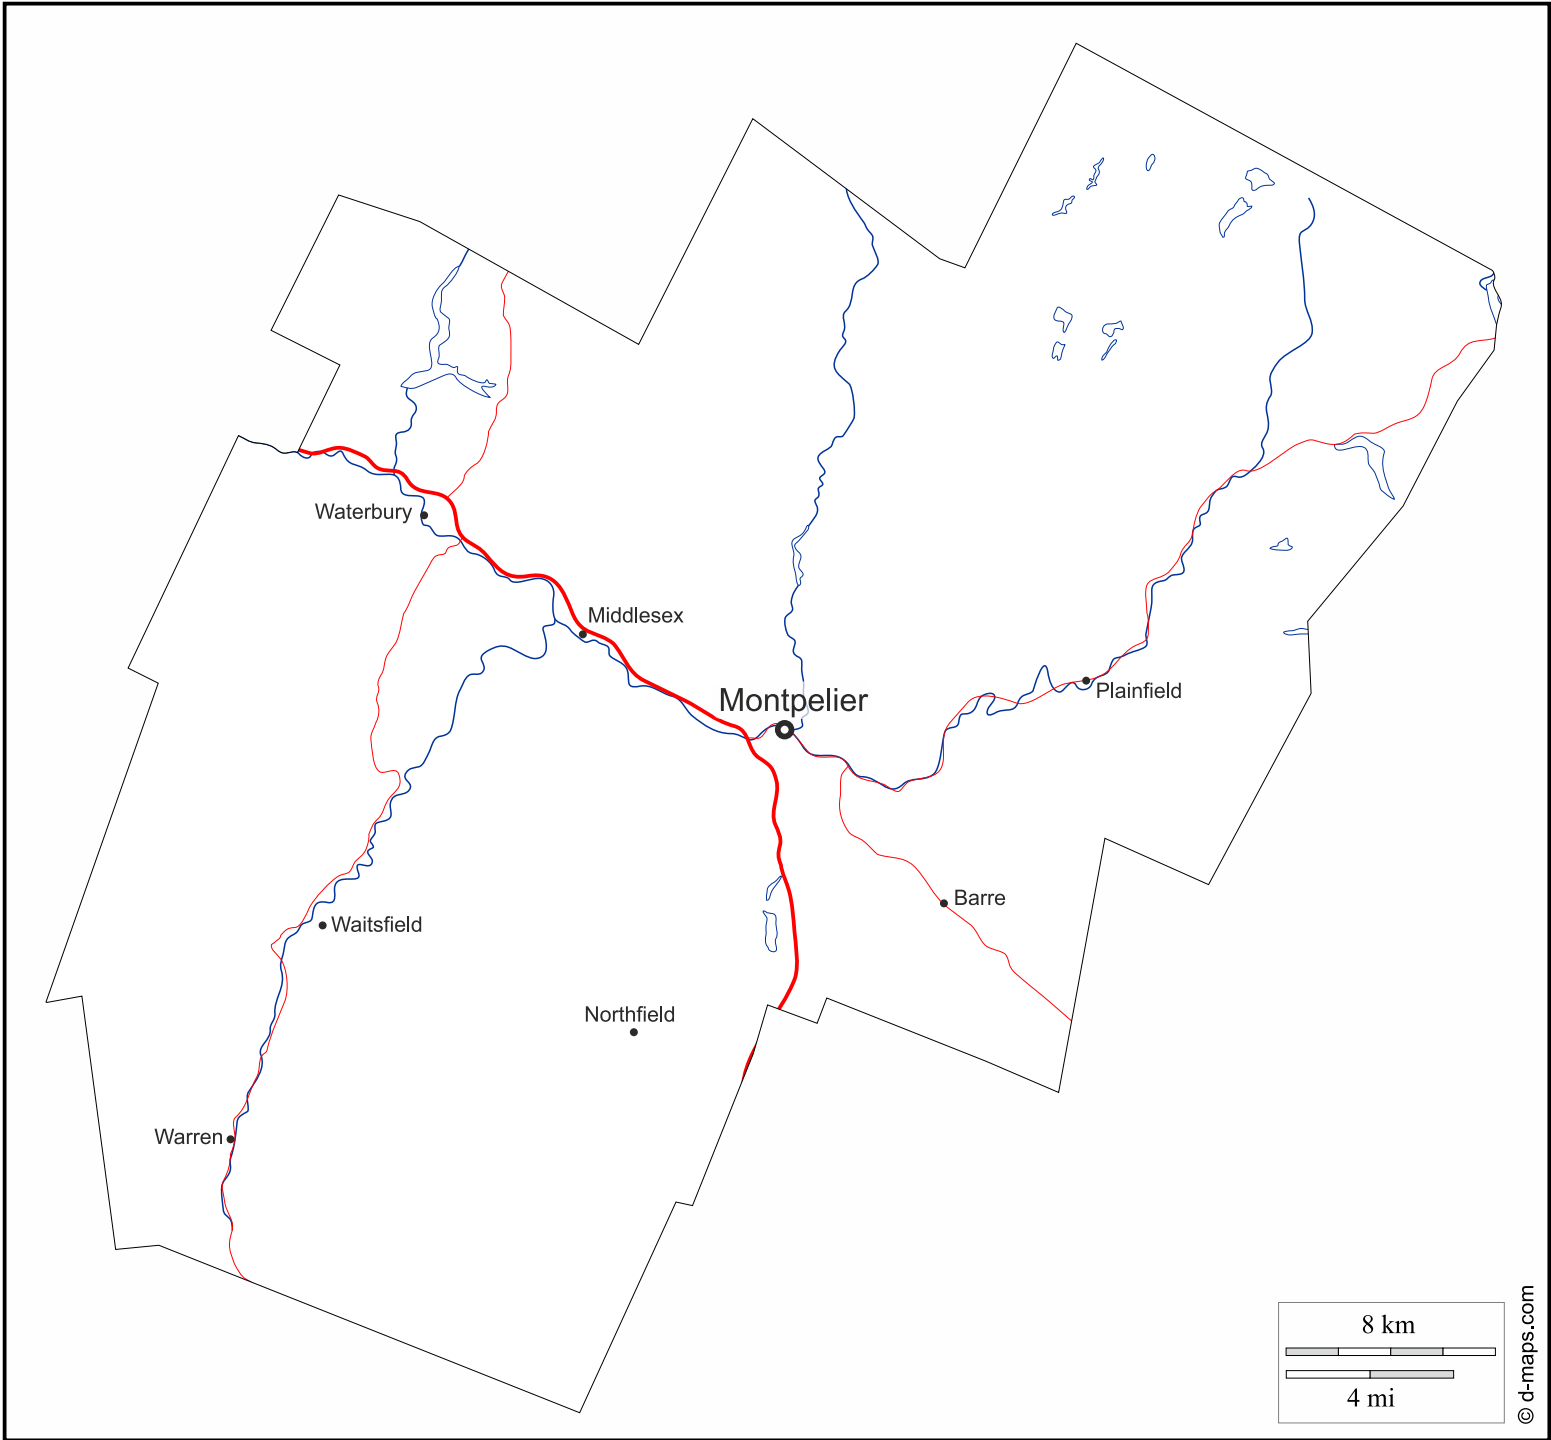 Waterbury
Middlesex
Montpelier
Plainfield
Barre
Waitsfield
Northfield
Warren
8 km
4 mi
© d-maps.com